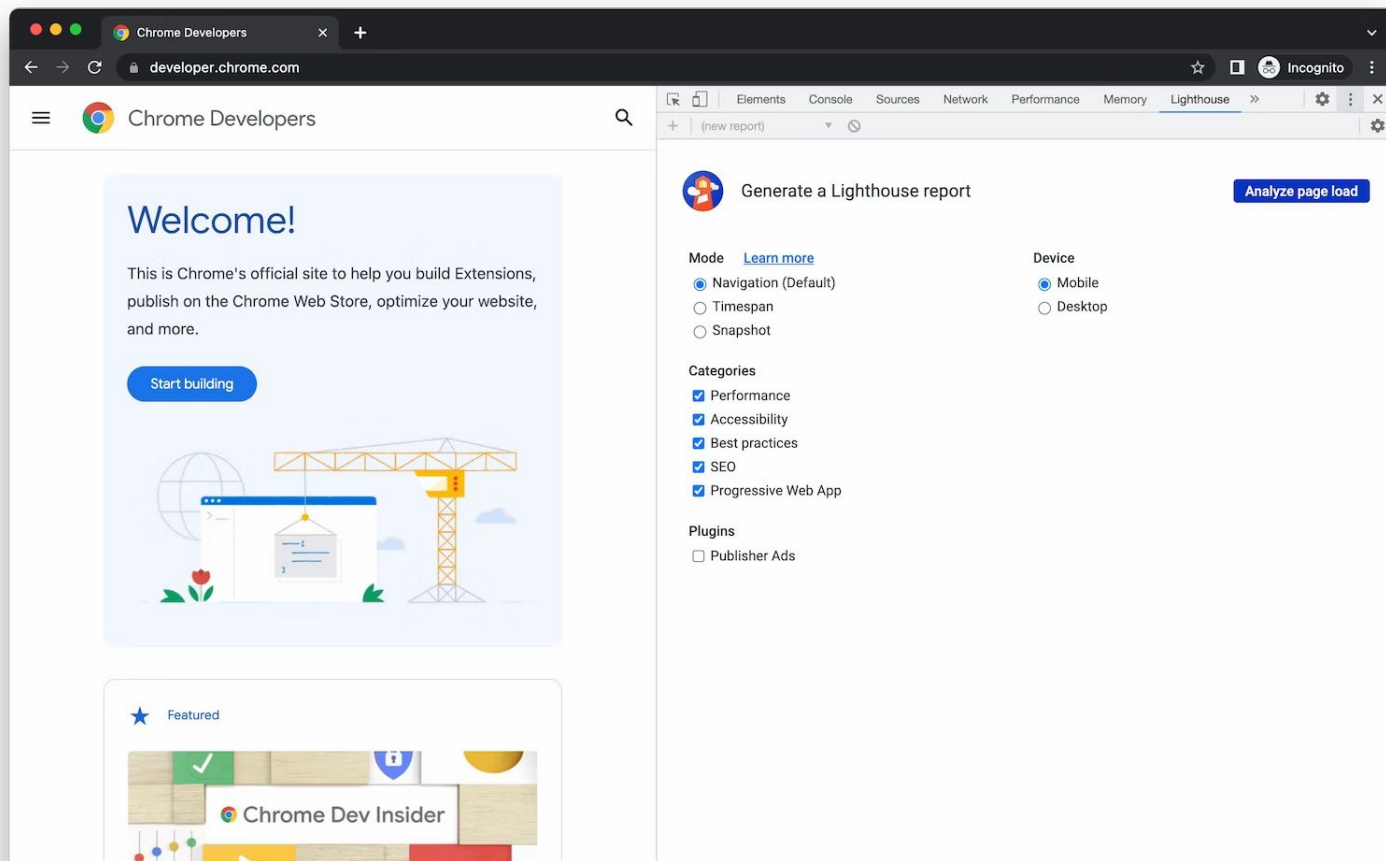 Chrome Developers
developer.chrome.com
Incognito
Chrome Developers
Welcome!
This is Chrome's official site to help you build Extensions,
publish on the Chrome Web Store, optimize your website,
and more.
Start building
Featured
Chrome Dev Insider
Elements Console Sources Network Performance Memory Lighthouse
(new report)
Generate a Lighthouse report
Analyze page load
Mode Learn more
Navigation (Default)
Timespan
Snapshot
Device
Mobile
Desktop
Categories
Performance
Accessibility
Best practices
SEO
Progressive Web App
Plugins
Publisher Ads